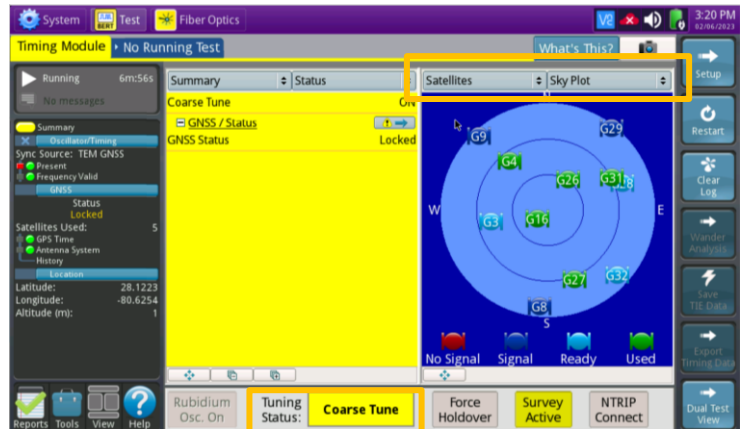 System
Test
Fiber Optics
V2
3:20 PM
02/06/2023
Timing Module
No Running Test
What's This?
Running 6m:56s
No messages
Summary
Oscillator/Timing
Sync Source: TEM GNSS
Present
Frequency Valid
GNSS
Status
Locked
Satellites Used: 5
GPS Time
Antenna System
History
Location
Latitude: 28.1223
Longitude: -80.6254
Altitude (m): 1
Reports
Tools
View
Help
Summary
Status
Coarse Tune ON
GNSS / Status
GNSS Status Locked
Satellites
Sky Plot
N
G9
G29
G4
G26
G31
W
G3
G16
E
G27
G32
G8
S
No Signal
Signal
Ready
Used
Rubidium
Osc. On
Tuning
Status:
Coarse Tune
Force
Holdover
Survey
Active
NTRIP
Connect
Setup
Restart
Clear
Log
Wander
Analysis
Save
TIE Data
Export
Timing Data
Dual Test
View